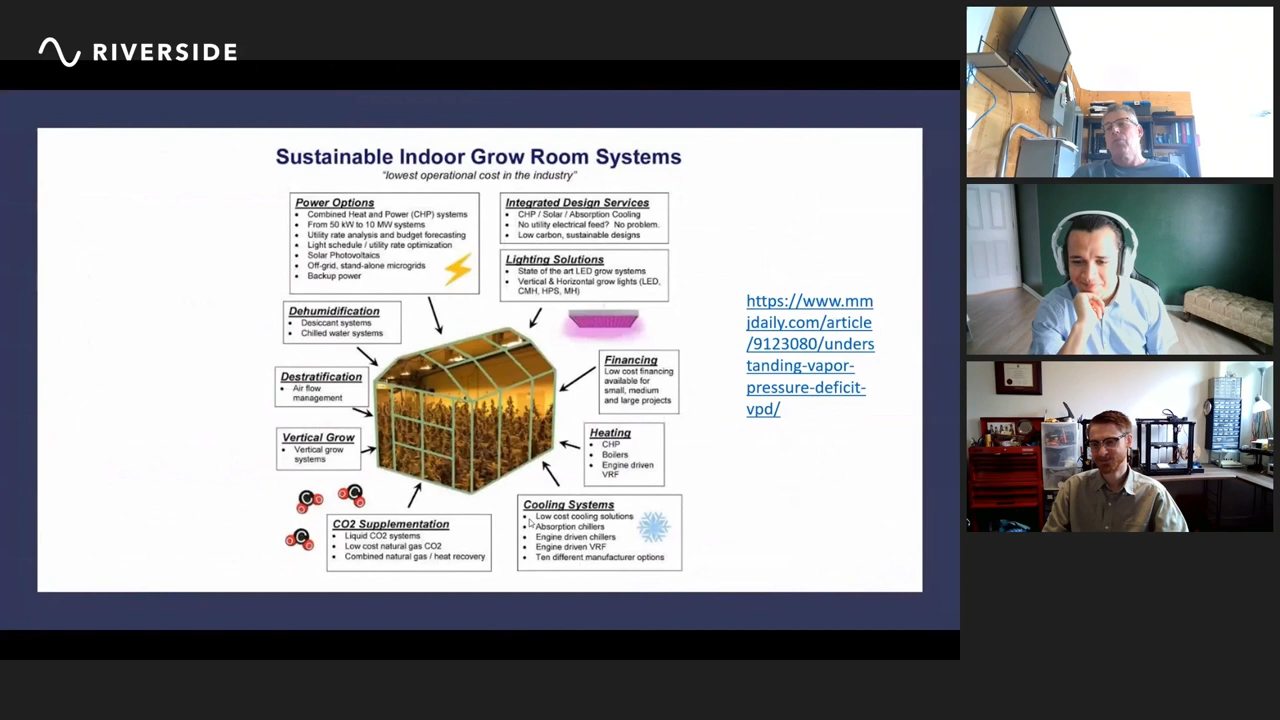 RIVERSIDE
Sustainable Indoor Grow Room Systems
"lowest operational cost in the industry"
Power Options
• Combined Heat and Power (CHP) systems
• From 50 kW to 10 MW systems
• Utility rate analysis and budget forecasting
• Light schedule / utility rate optimization
• Solar Photovoltaics
• Off-grid, stand-alone microgrids
• Backup power
Integrated Design Services
• CHP / Solar / Absorption Cooling
• No utility electrical feed? No problem.
• Low carbon, sustainable designs
Lighting Solutions
• State of the art LED grow systems
• Vertical & Horizontal grow lights (LED,
CMH, HPS, MH)
Dehumidification
• Desiccant systems
• Chilled water systems
Destratification
• Air flow
management
Vertical Grow
• Vertical grow
systems
CO2 Supplementation
• Liquid CO2 systems
• Low cost natural gas CO2
• Combined natural gas / heat recovery
Financing
Low cost financing
available for
small, medium
and large projects
Heating
• CHP
• Boilers
• Engine driven
VRF
Cooling Systems
• Low cost cooling solutions
• Absorption chillers
• Engine driven chillers
• Engine driven VRF
• Ten different manufacturer options
C
O
O
C
O
O
C
O
O
https://www.mm
jdaily.com/article
/9123080/unders
tanding-vapor-
pressure-deficit-
vpd/